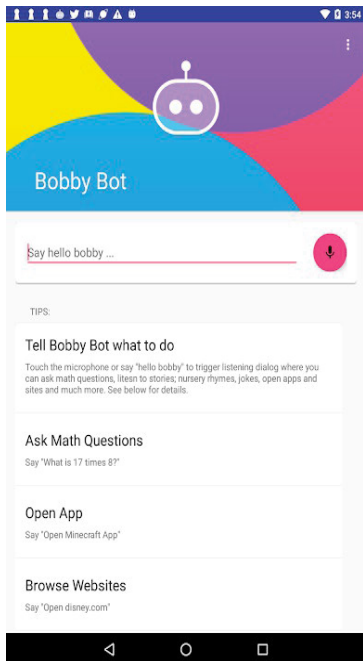 3:54
Bobby Bot
Say hello bobby ...
TIPS:
Tell Bobby Bot what to do
Touch the microphone or say "hello bobby" to trigger listening dialog where you
can ask math questions, litesn to stories; nursery rhymes, jokes, open apps and
sites and much more. See below for details.
Ask Math Questions
Say "What is 17 times 8?"
Open App
Say "Open Minecraft App"
Browse Websites
Say "Open disney.com"